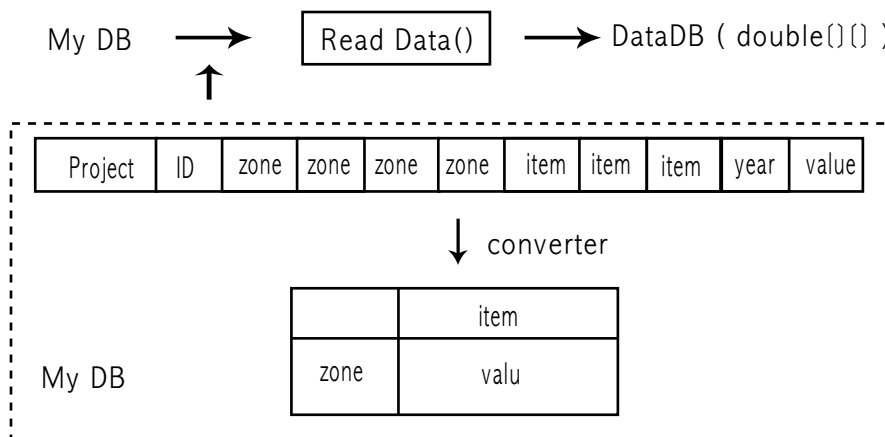 My DB Read Data() DataDB ( double()() )
Project ID zone zone zone zone item item item year value
converter
item
My DB zone valu